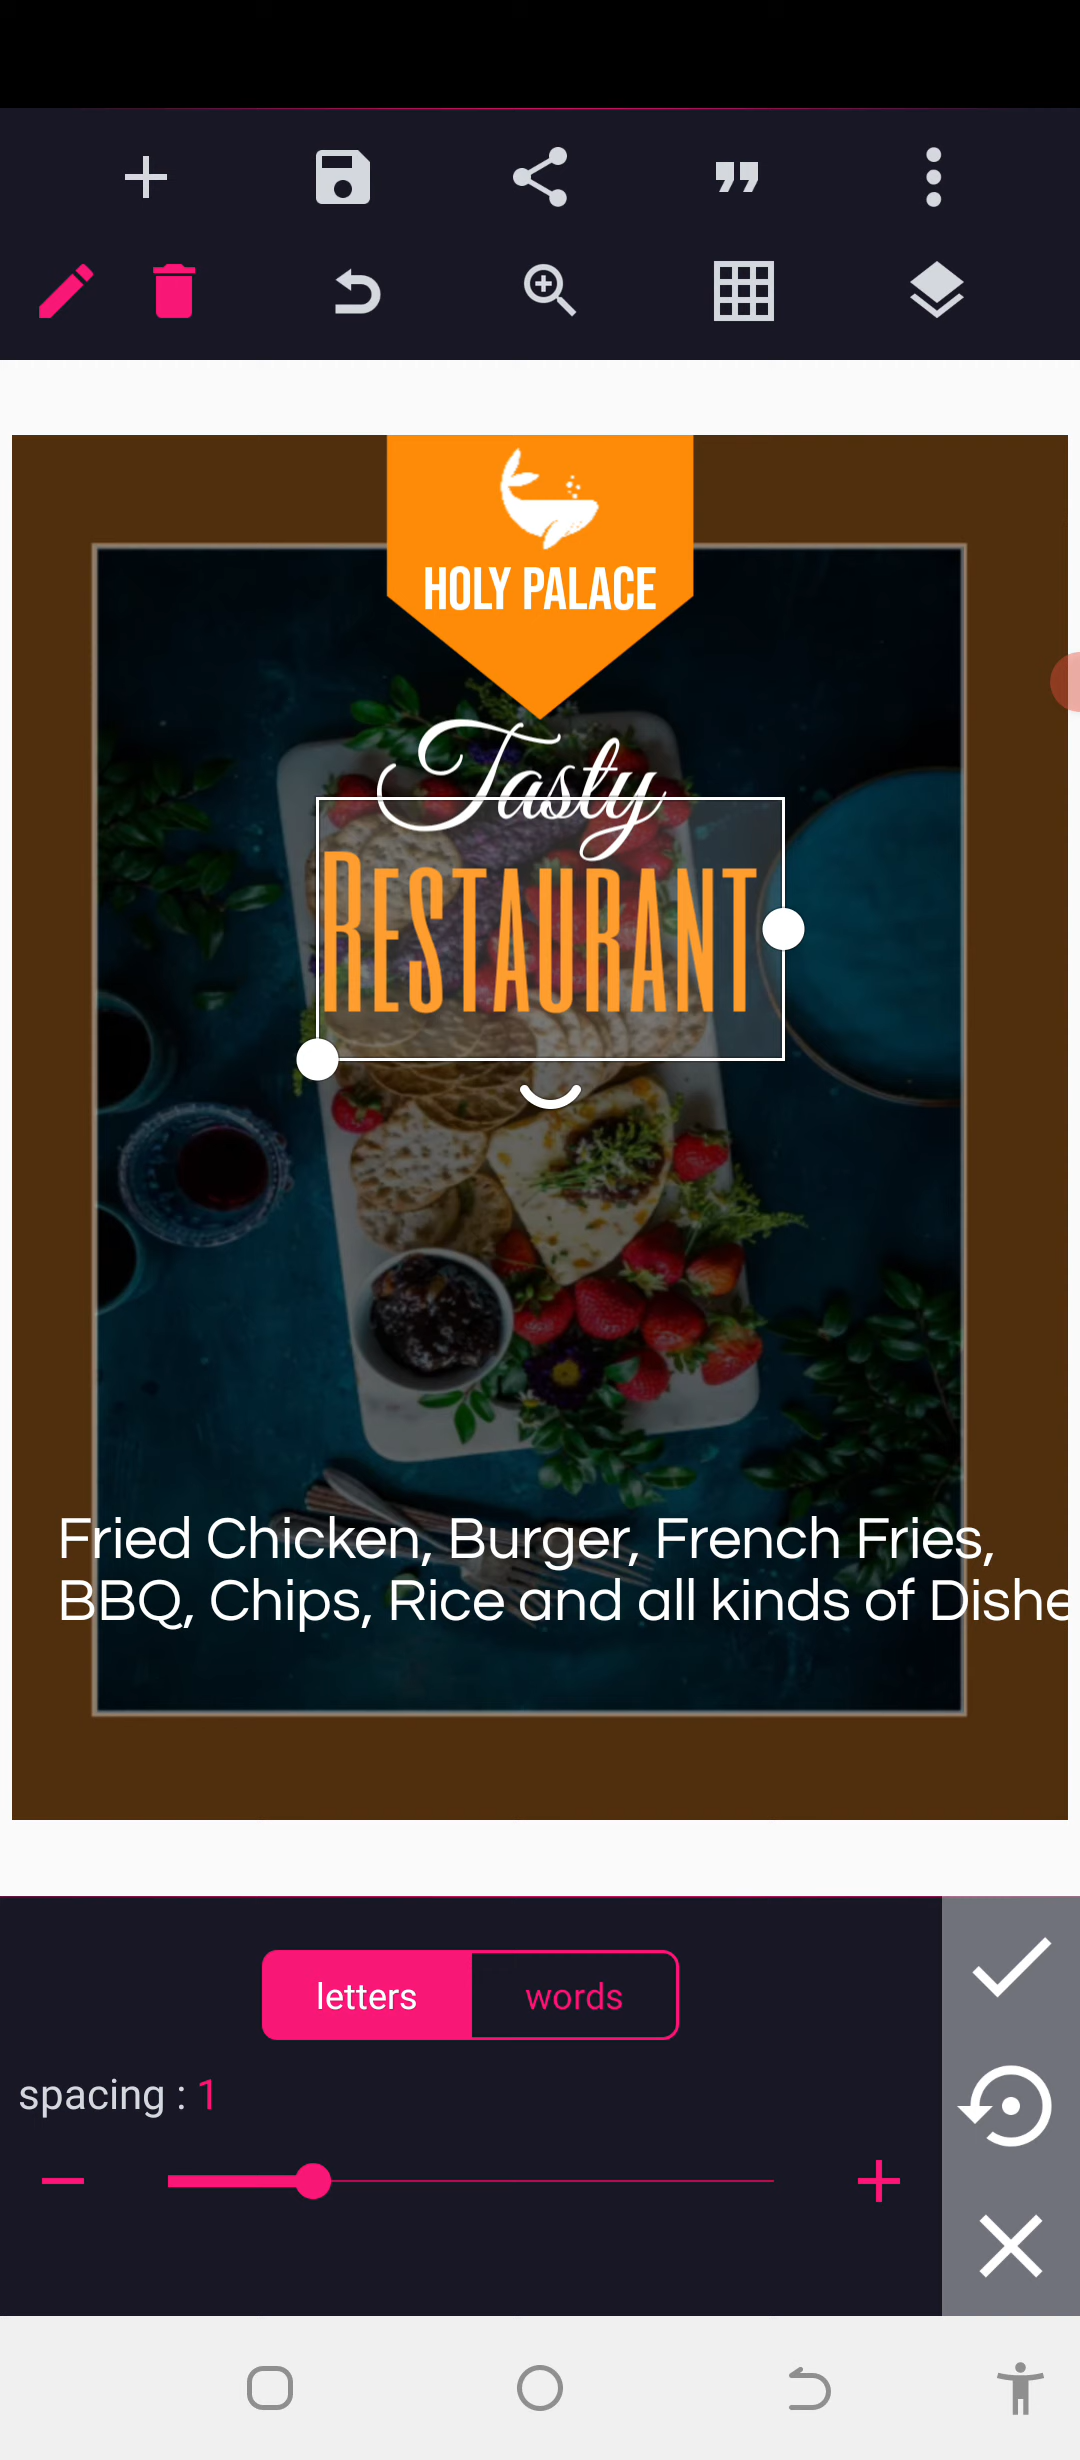 HOLY PALACE
Tasty
RESTAURANT
Fried Chicken, Burger, French Fries,
BBQ, Chips, Rice and all kinds of Dishe
letters words
spacing : 1